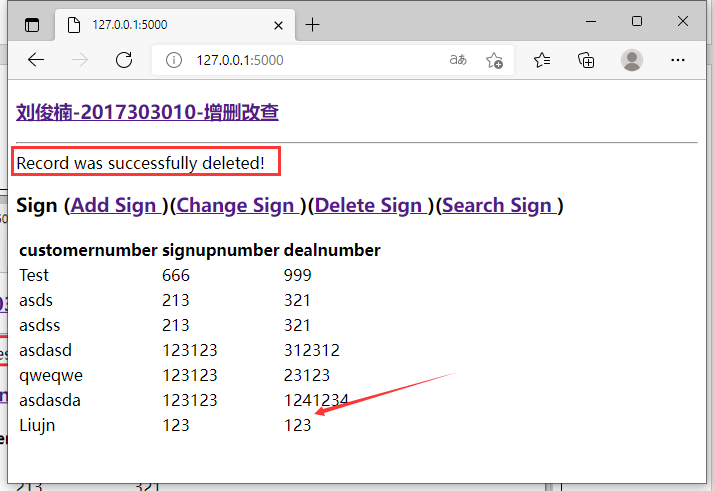 127.0.0.1:5000
127.0.0.1:5000
刘俊楠-2017303010-增删改查
Record was successfully deleted!
Sign (Add Sign )(Change Sign )(Delete Sign )(Search Sign )
customernumber signupnumber dealnumber
Test 666 999
asds 213 321
asdss 213 321
asdasd 123123 312312
qweqwe 123123 23123
asdasda 123123 1241234
Liujn 123 123
213 321